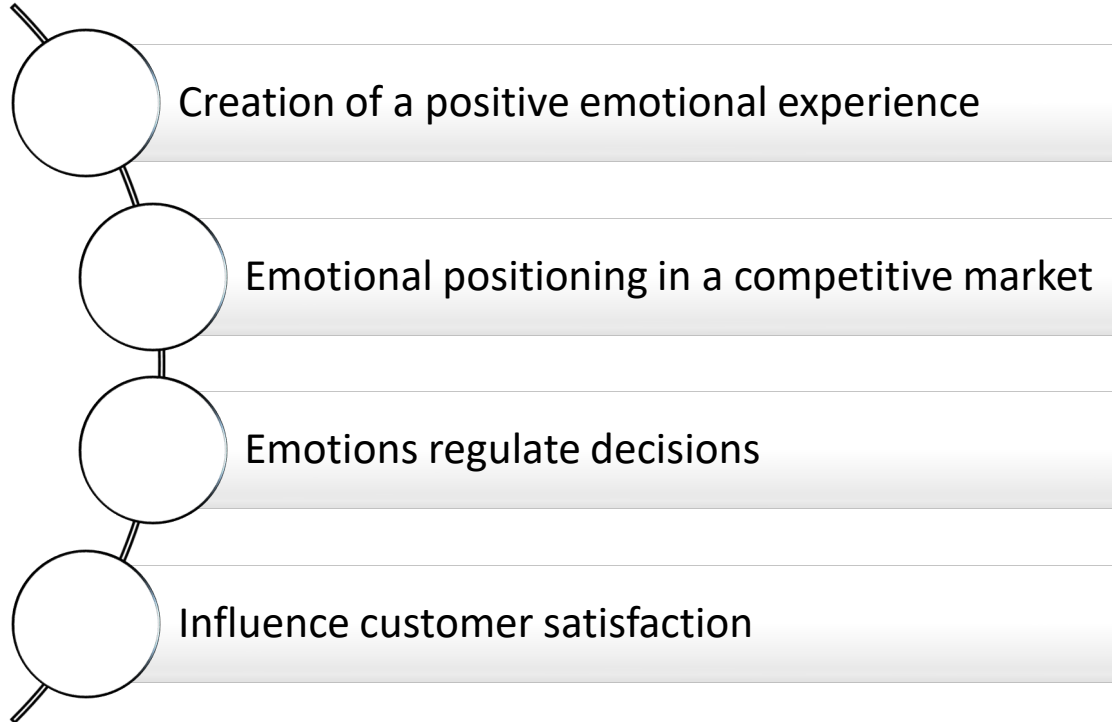 Creation of a positive emotional experience
Emotional positioning in a competitive market
Emotions regulate decisions
Influence customer satisfaction